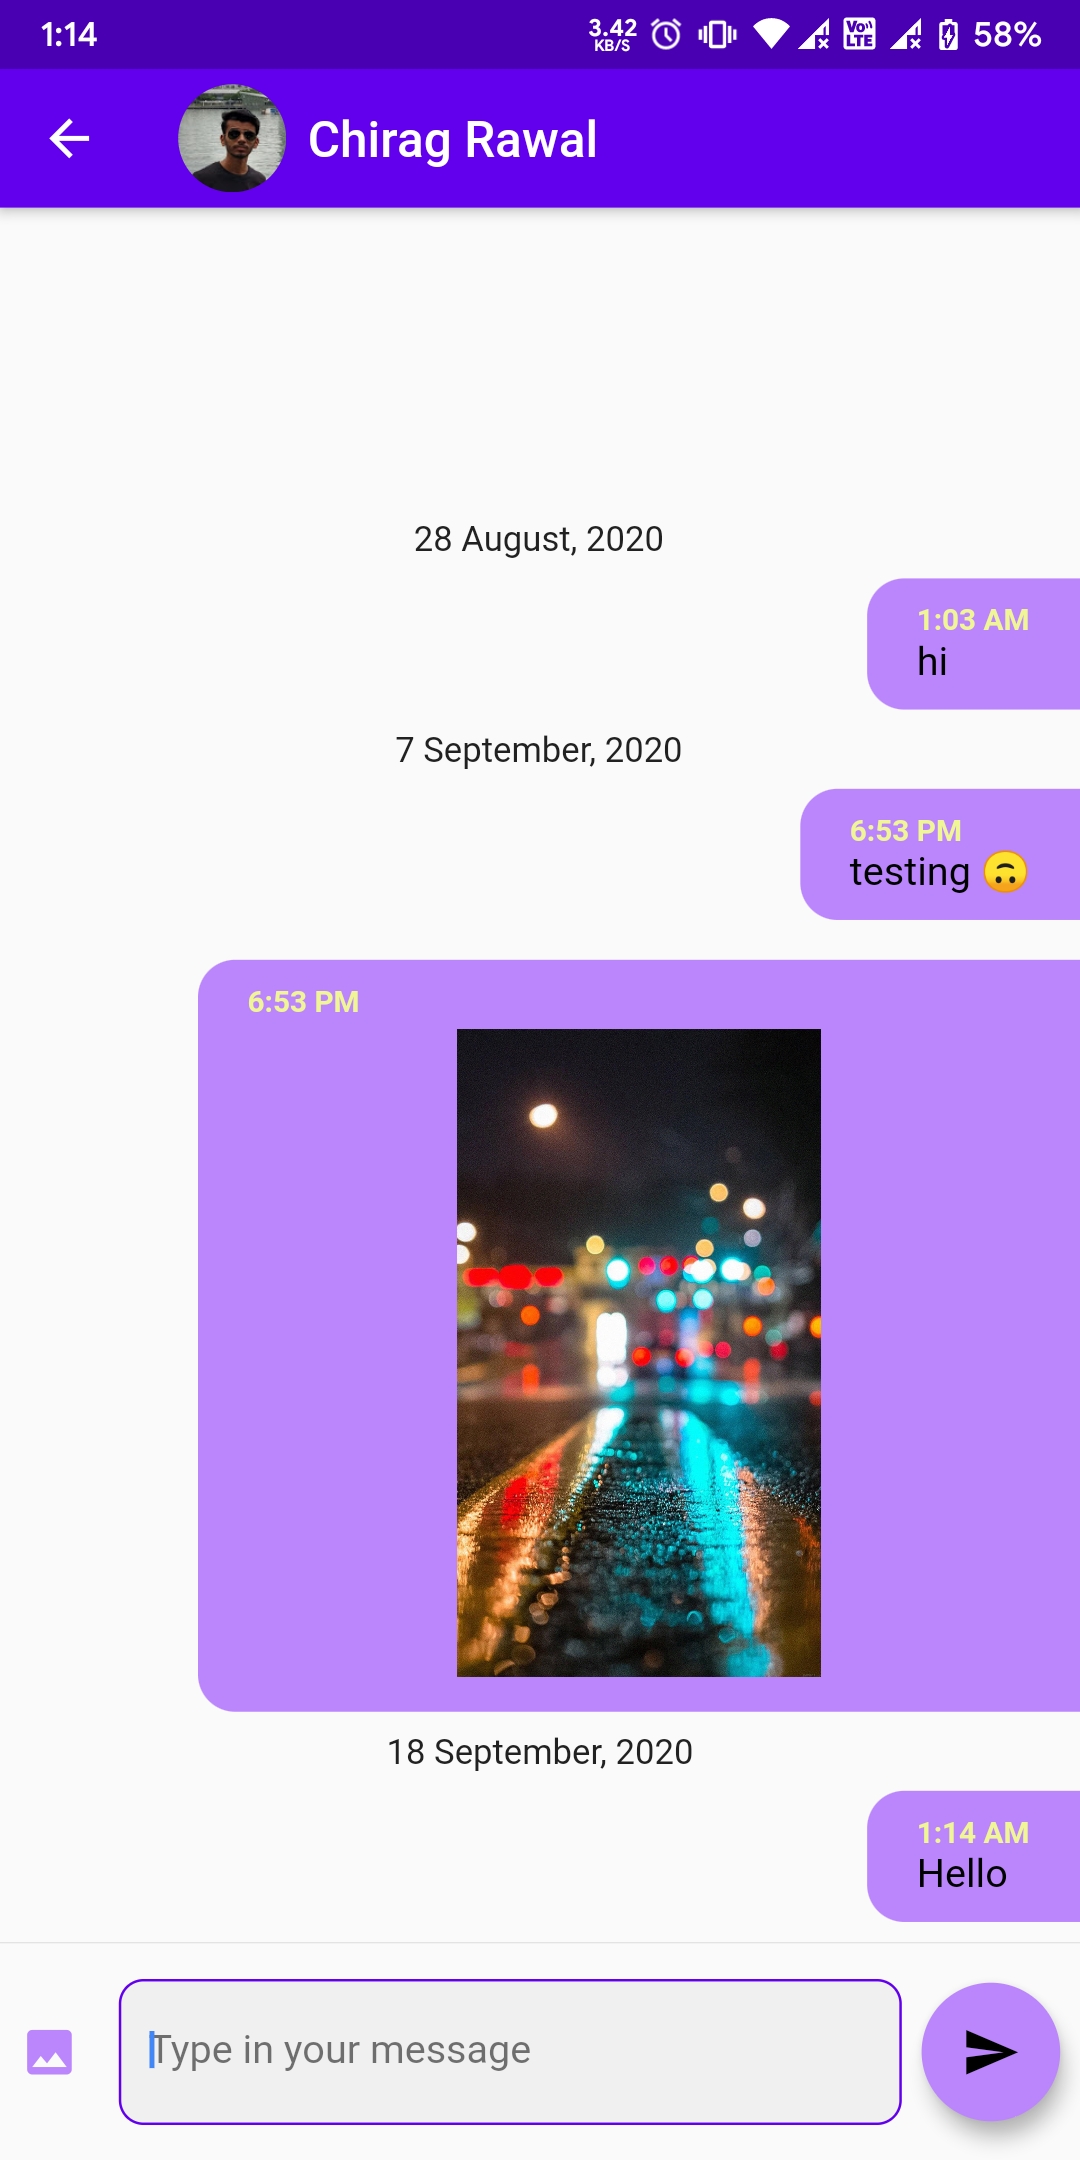 1:14
3.42
KB/S
Vo))
LTE
58%
Chirag Rawal
28 August, 2020
1:03 AM
hi
7 September, 2020
6:53 PM
testing 🙃
6:53 PM
18 September, 2020
1:14 AM
Hello
Type in your message